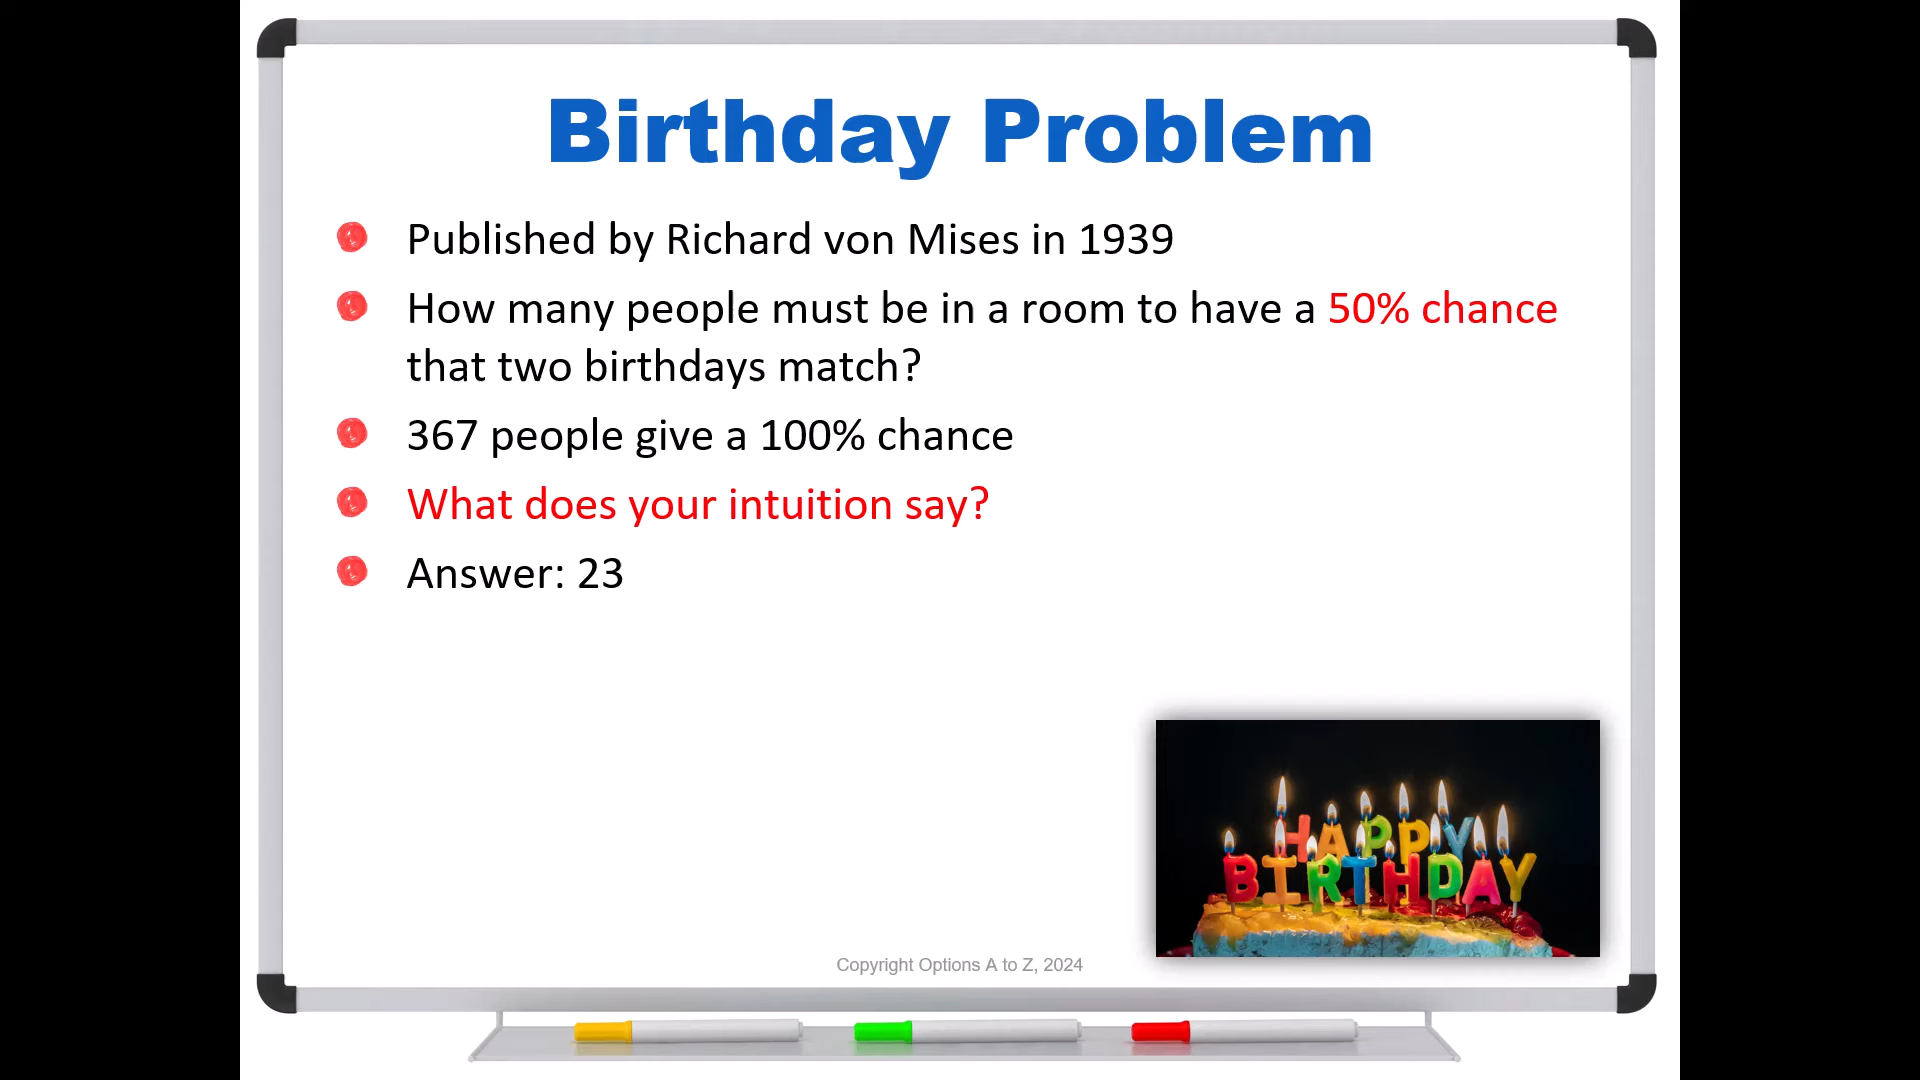 Birthday Problem
Published by Richard von Mises in 1939
How many people must be in a room to have a 50% chance
that two birthdays match?
367 people give a 100% chance
What does your intuition say?
Answer: 23
HAPPY
BIRTHDAY
Copyright Options A to Z, 2024